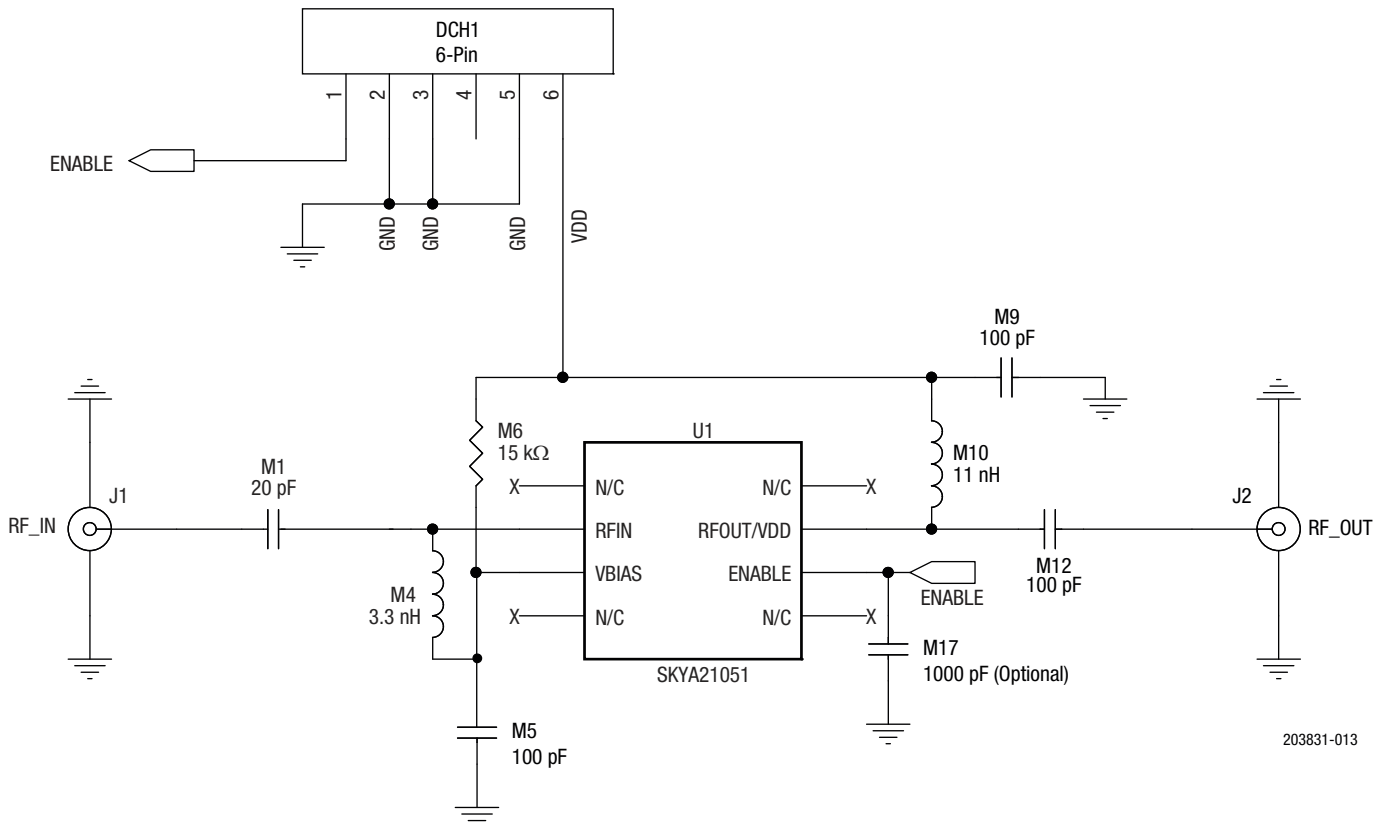 DCH1
6-Pin
1
2
3
4
5
6
ENABLE
GND
GND
GND
VDD
M9
100 pF
M6
15 kΩ
U1
M10
11 nH
M1
20 pF
J1
RF_IN
X
N/C
N/C
X
RFIN
RFOUT/VDD
J2
RF_OUT
VBIAS
ENABLE
M12
100 pF
ENABLE
M4
3.3 nH
X
N/C
N/C
X
SKYA21051
M17
1000 pF (Optional)
M5
100 pF
203831-013